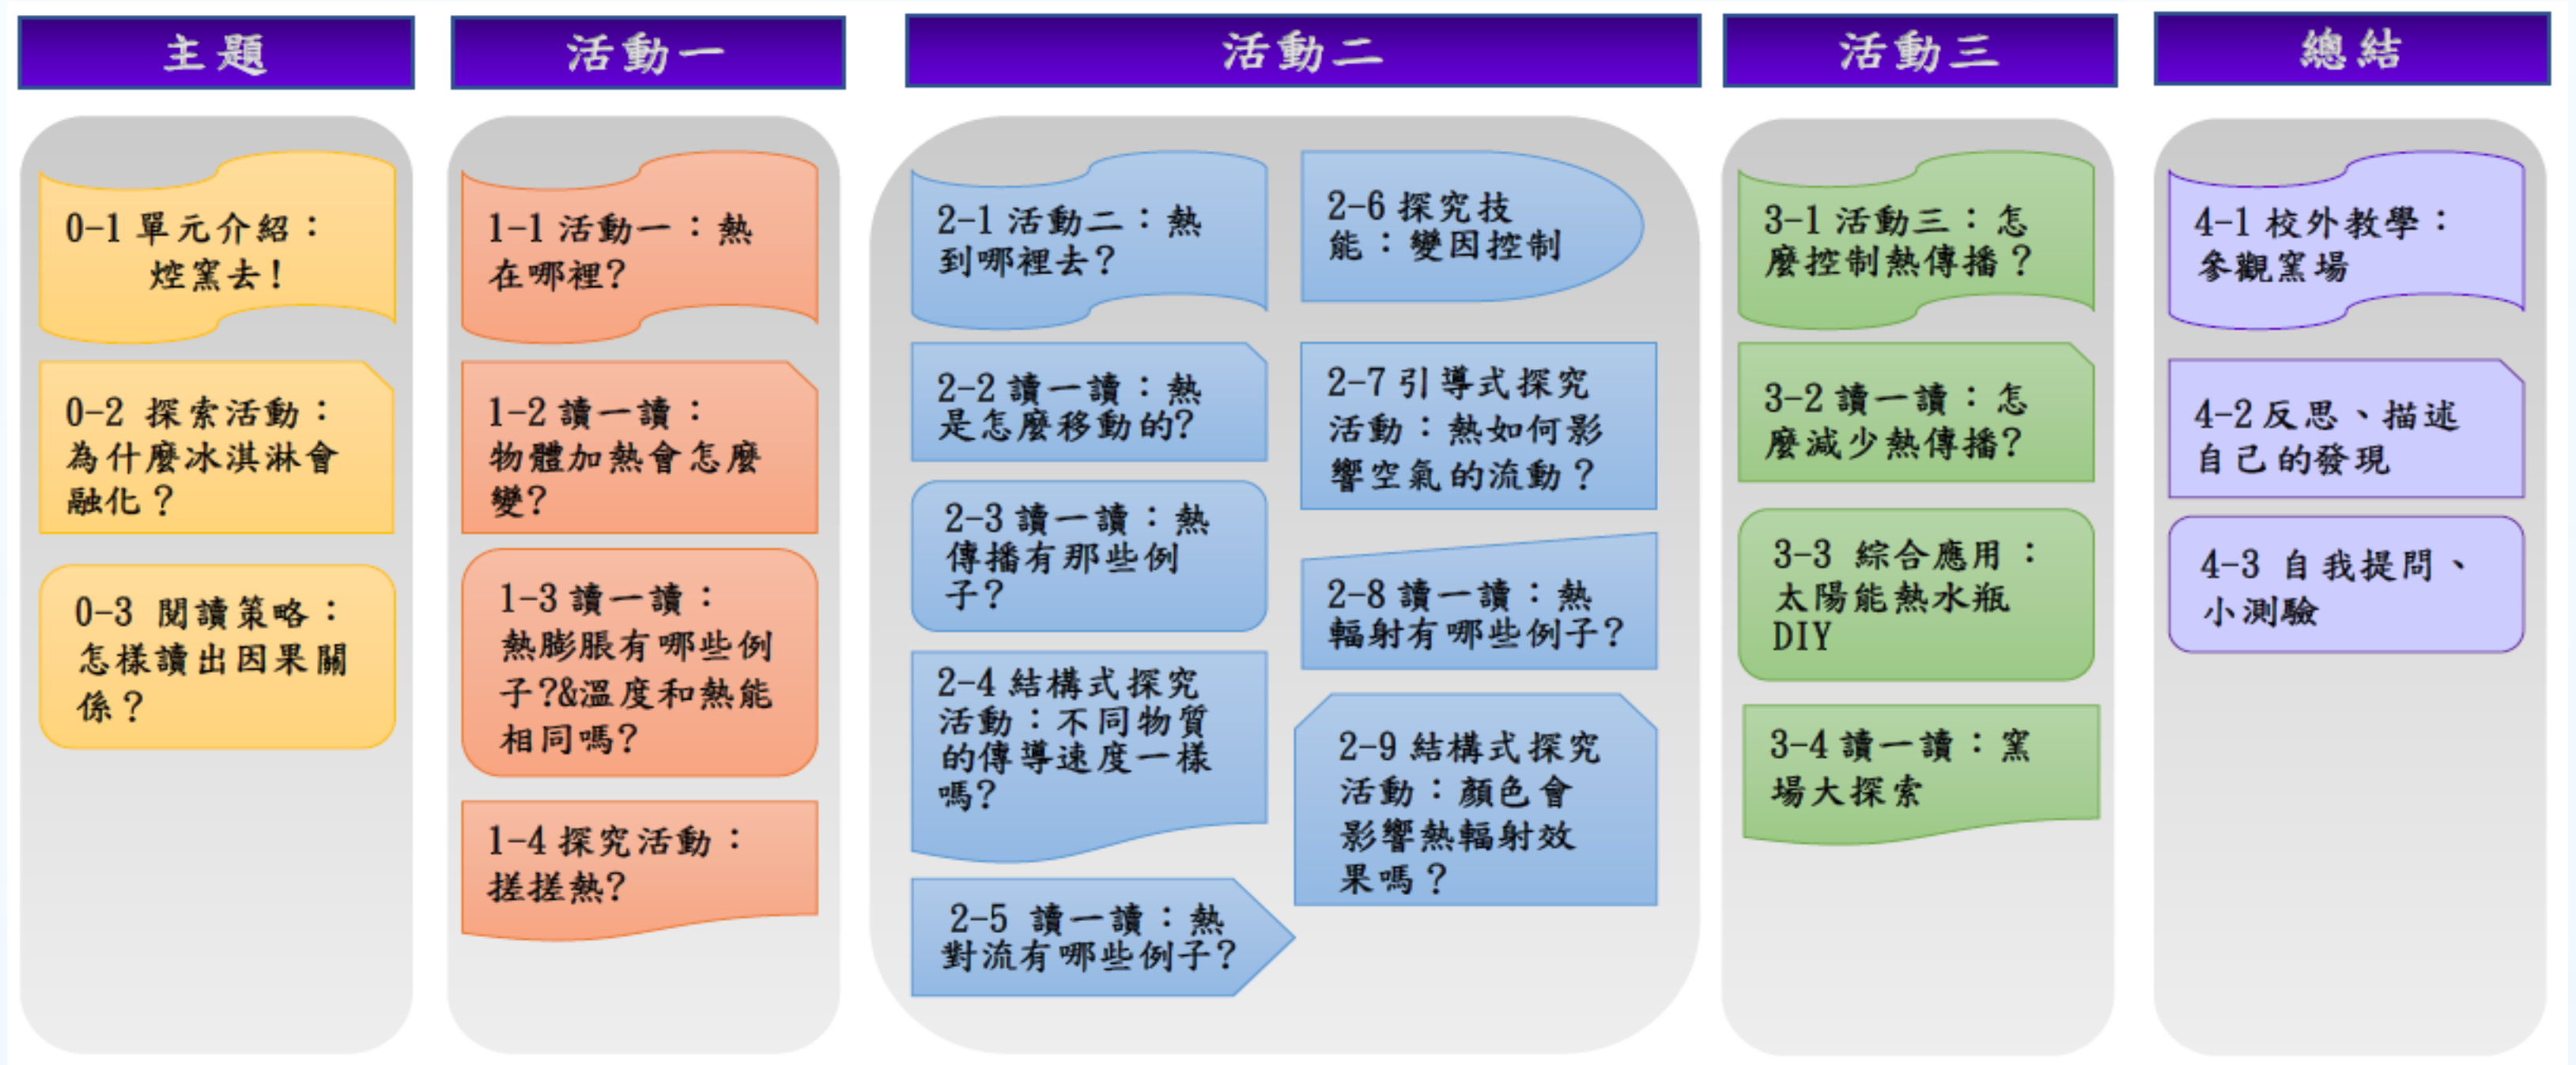 主題
0-1 單元介紹：
焢窯去!
0-2 探索活動：
為什麼冰淇淋會
融化？
0-3 閱讀策略：
怎樣讀出因果關
係？
活動一
1-1 活動一：熱
在哪裡?
1-2 讀一讀：
物體加熱會怎麼
變?
1-3 讀一讀：
熱膨脹有哪些例
子?&溫度和熱能
相同嗎?
1-4 探究活動：
搓搓熱?
活動二
2-1 活動二：熱
到哪裡去?
2-2 讀一讀：熱
是怎麼移動的?
2-3 讀一讀：熱
傳播有那些例
子?
2-4 結構式探究
活動：不同物質
的傳導速度一樣
嗎?
2-5 讀一讀：熱
對流有哪些例子?
2-6 探究技
能：變因控制
2-7 引導式探究
活動：熱如何影
響空氣的流動？
2-8 讀一讀：熱
輻射有哪些例子?
2-9 結構式探究
活動：顏色會
影響熱輻射效
果嗎？
活動三
3-1 活動三：怎
麼控制熱傳播？
3-2 讀一讀：怎
麼減少熱傳播?
3-3 綜合應用：
太陽能熱水瓶
DIY
3-4 讀一讀：窯
場大探索
總結
4-1 校外教學：
參觀窯場
4-2 反思、描述
自己的發現
4-3 自我提問、
小測驗